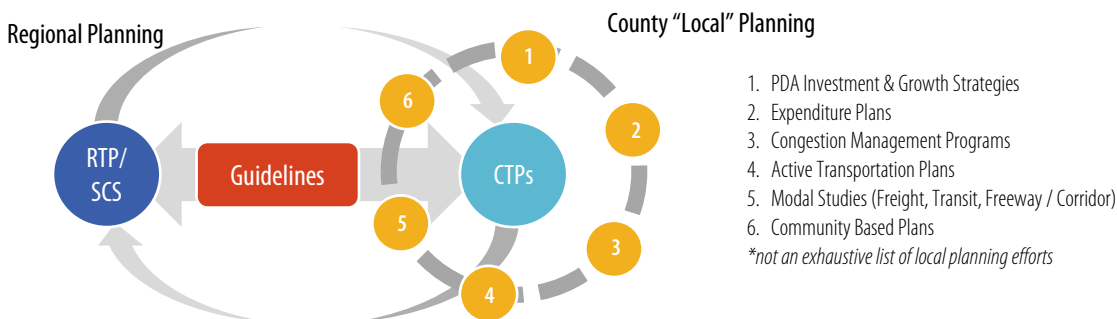 Regional Planning
County “Local” Planning
RTP/
SCS
Guidelines
CTPs
1
2
3
4
5
6
1. PDA Investment & Growth Strategies
2. Expenditure Plans
3. Congestion Management Programs
4. Active Transportation Plans
5. Modal Studies (Freight, Transit, Freeway / Corridor)
6. Community Based Plans
*not an exhaustive list of local planning efforts